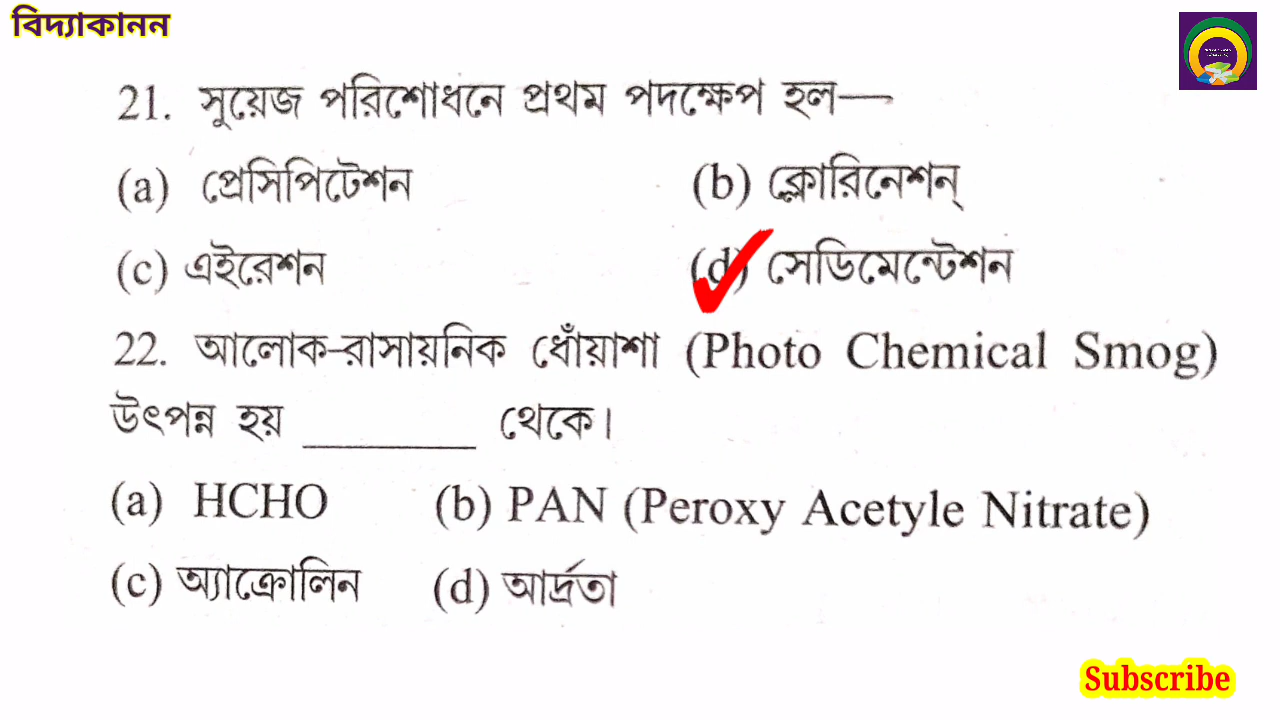 বিদ্যাকানন
21. সুয়েজ পরিশোধনে প্রথম পদক্ষেপ হল—
(a) প্রেসিপিটেশন (b) ক্লোরিনেশন্
(c) এইরেশন (d) সেডিমেন্টেশন
22. আলোক-রাসায়নিক ধোঁয়াশা (Photo Chemical Smog)
উৎপন্ন হয় ________ থেকে।
(a) HCHO (b) PAN (Peroxy Acetyle Nitrate)
(c) অ্যাক্রোলিন (d) আর্দ্রতা
Subscribe